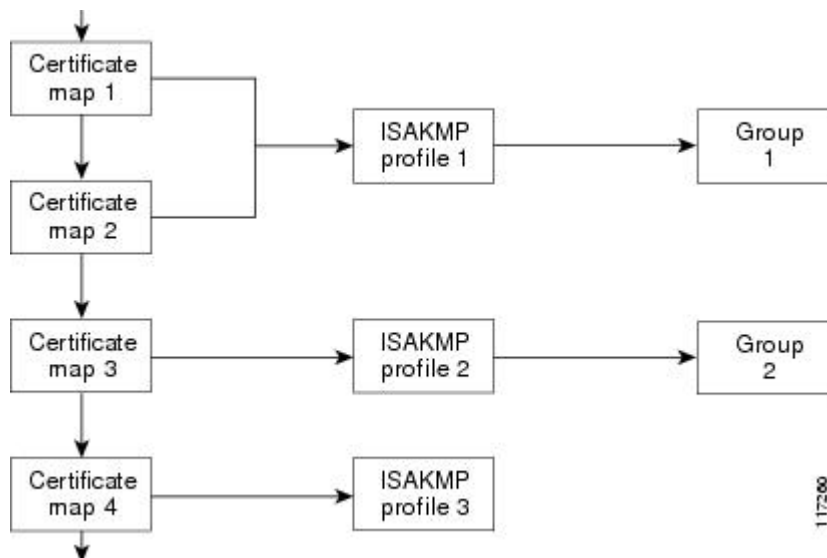 Certificate
map 1
ISAKMP
profile 1
Group
1
Certificate
map 2
Certificate
map 3
ISAKMP
profile 2
Group
2
Certificate
map 4
ISAKMP
profile 3
117269